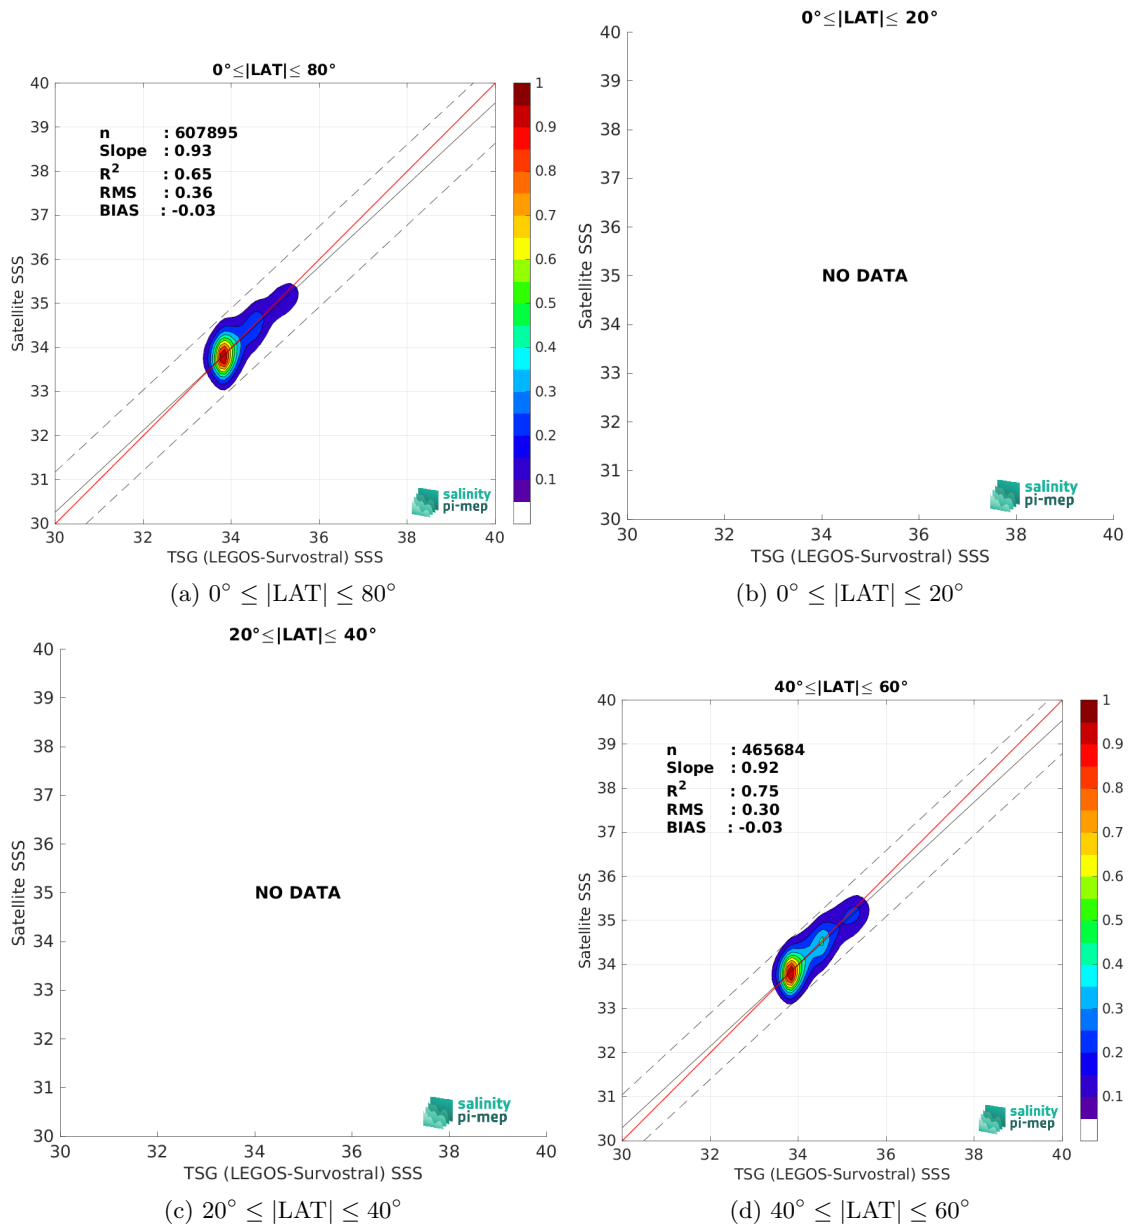 0°≤|LAT|≤ 80°
40
39
38
37
36
35
34
33
32
31
30
Satellite SSS
n : 607895
Slope : 0.93
R² : 0.65
RMS : 0.36
BIAS : -0.03
salinity
pi-mep
30 32 34 36 38 40
TSG (LEGOS-Survostral) SSS
1
0.9
0.8
0.7
0.6
0.5
0.4
0.3
0.2
0.1
(a) 0° ≤ |LAT| ≤ 80°
0°≤|LAT|≤ 20°
40
39
38
37
36
35
34
33
32
31
30
Satellite SSS
NO DATA
salinity
pi-mep
30 32 34 36 38 40
TSG (LEGOS-Survostral) SSS
(b) 0° ≤ |LAT| ≤ 20°
20°≤|LAT|≤ 40°
40
39
38
37
36
35
34
33
32
31
30
Satellite SSS
NO DATA
salinity
pi-mep
30 32 34 36 38 40
TSG (LEGOS-Survostral) SSS
(c) 20° ≤ |LAT| ≤ 40°
40°≤|LAT|≤ 60°
40
39
38
37
36
35
34
33
32
31
30
Satellite SSS
n : 465684
Slope : 0.92
R² : 0.75
RMS : 0.30
BIAS : -0.03
salinity
pi-mep
30 32 34 36 38 40
TSG (LEGOS-Survostral) SSS
1
0.9
0.8
0.7
0.6
0.5
0.4
0.3
0.2
0.1
(d) 40° ≤ |LAT| ≤ 60°